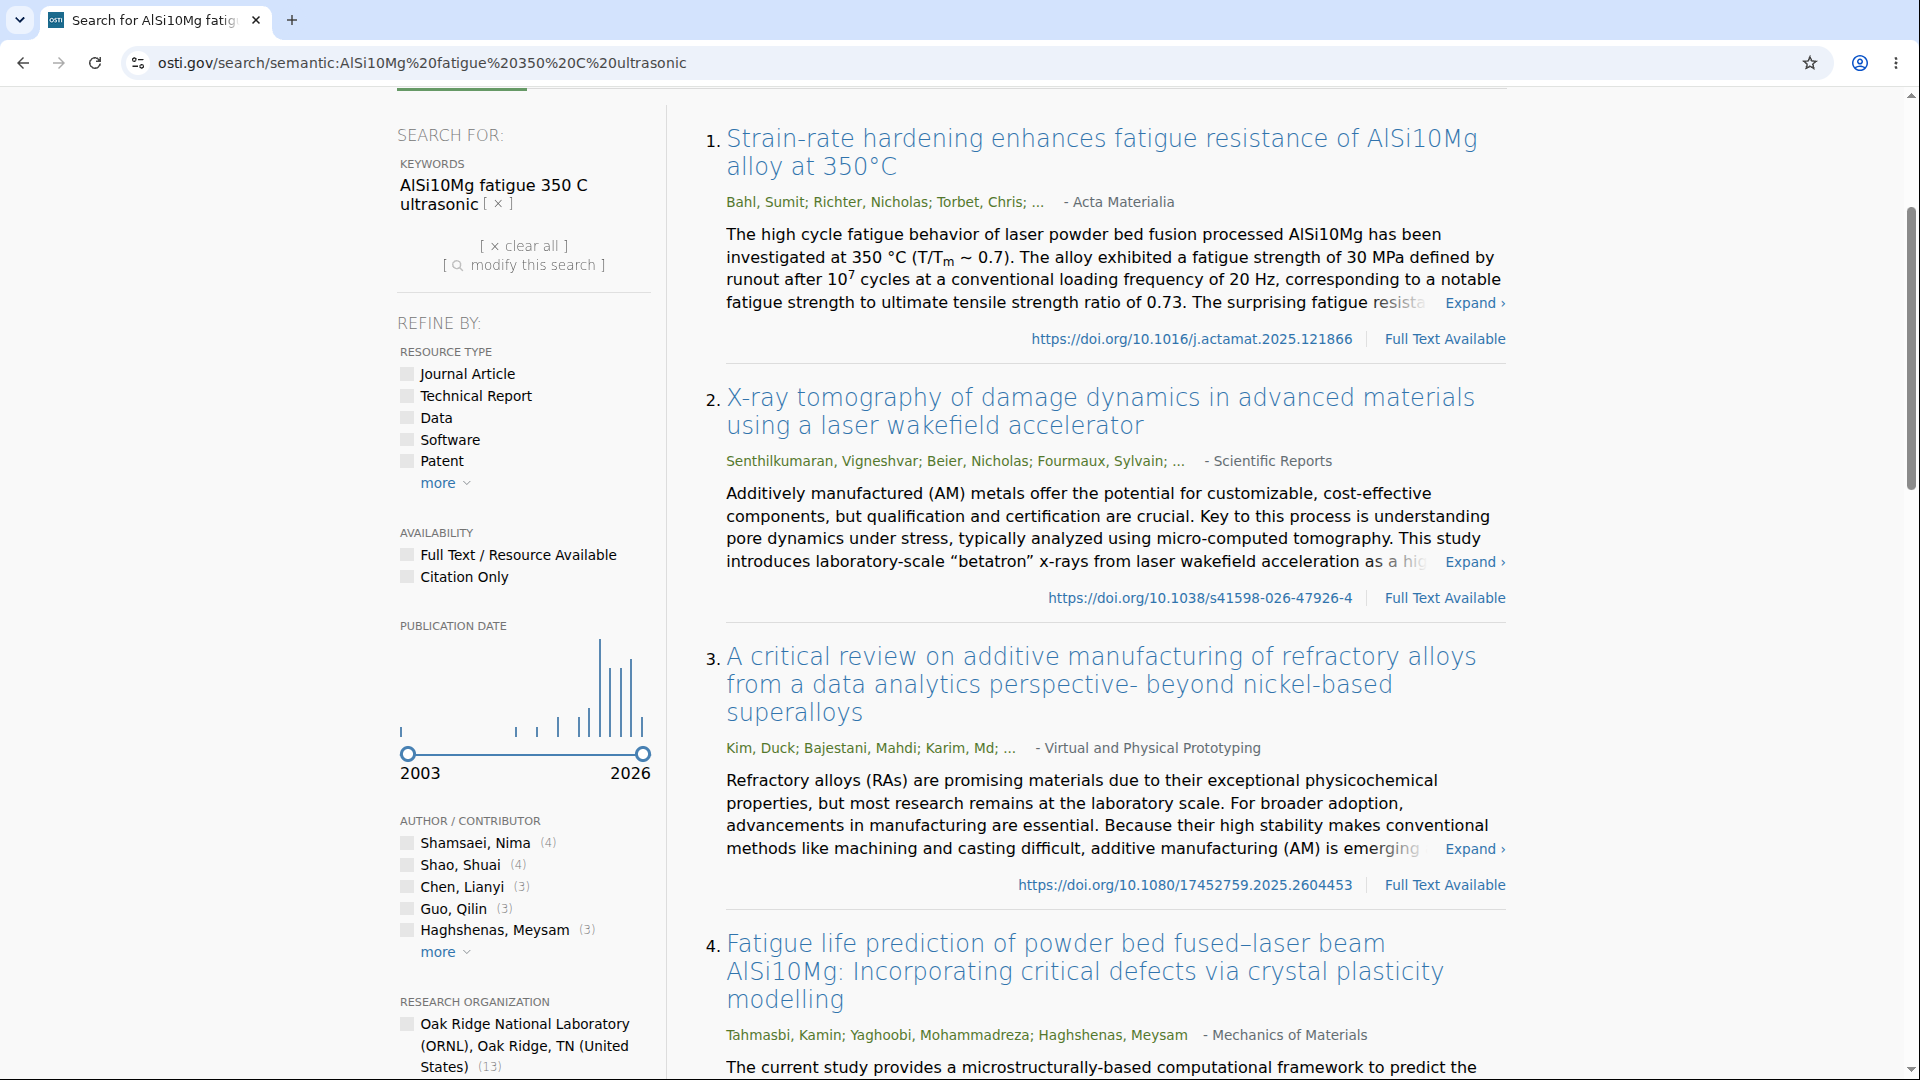 Search for AlSi10Mg fatig
osti.gov/search/semantic:AlSi10Mg%20fatigue%20350%20C%20ultrasonic
SEARCH FOR:
KEYWORDS
AlSi10Mg fatigue 350 C
ultrasonic [ × ]
[ × clear all ]
[ modify this search ]
REFINE BY:
RESOURCE TYPE
Journal Article
Technical Report
Data
Software
Patent
more
AVAILABILITY
Full Text / Resource Available
Citation Only
PUBLICATION DATE
2003 2026
AUTHOR / CONTRIBUTOR
Shamsaei, Nima (4)
Shao, Shuai (4)
Chen, Lianyi (3)
Guo, Qilin (3)
Haghshenas, Meysam (3)
more
RESEARCH ORGANIZATION
Oak Ridge National Laboratory
(ORNL), Oak Ridge, TN (United
States) (13)
1. Strain-rate hardening enhances fatigue resistance of AlSi10Mg
alloy at 350°C
Bahl, Sumit; Richter, Nicholas; Torbet, Chris; ... - Acta Materialia
The high cycle fatigue behavior of laser powder bed fusion processed AlSi10Mg has been
investigated at 350 °C (T/Tm ~ 0.7). The alloy exhibited a fatigue strength of 30 MPa defined by
runout after 10⁷ cycles at a conventional loading frequency of 20 Hz, corresponding to a notable
fatigue strength to ultimate tensile strength ratio of 0.73. The surprising fatigue resista Expand ›
https://doi.org/10.1016/j.actamat.2025.121866 Full Text Available
2. X-ray tomography of damage dynamics in advanced materials
using a laser wakefield accelerator
Senthilkumaran, Vigneshvar; Beier, Nicholas; Fourmaux, Sylvain; ... - Scientific Reports
Additively manufactured (AM) metals offer the potential for customizable, cost-effective
components, but qualification and certification are crucial. Key to this process is understanding
pore dynamics under stress, typically analyzed using micro-computed tomography. This study
introduces laboratory-scale “betatron” x-rays from laser wakefield acceleration as a hig Expand ›
https://doi.org/10.1038/s41598-026-47926-4 Full Text Available
3. A critical review on additive manufacturing of refractory alloys
from a data analytics perspective- beyond nickel-based
superalloys
Kim, Duck; Bajestani, Mahdi; Karim, Md; ... - Virtual and Physical Prototyping
Refractory alloys (RAs) are promising materials due to their exceptional physicochemical
properties, but most research remains at the laboratory scale. For broader adoption,
advancements in manufacturing are essential. Because their high stability makes conventional
methods like machining and casting difficult, additive manufacturing (AM) is emerging Expand ›
https://doi.org/10.1080/17452759.2025.2604453 Full Text Available
4. Fatigue life prediction of powder bed fused–laser beam
AlSi10Mg: Incorporating critical defects via crystal plasticity
modelling
Tahmasbi, Kamin; Yaghoobi, Mohammadreza; Haghshenas, Meysam - Mechanics of Materials
The current study provides a microstructurally-based computational framework to predict the